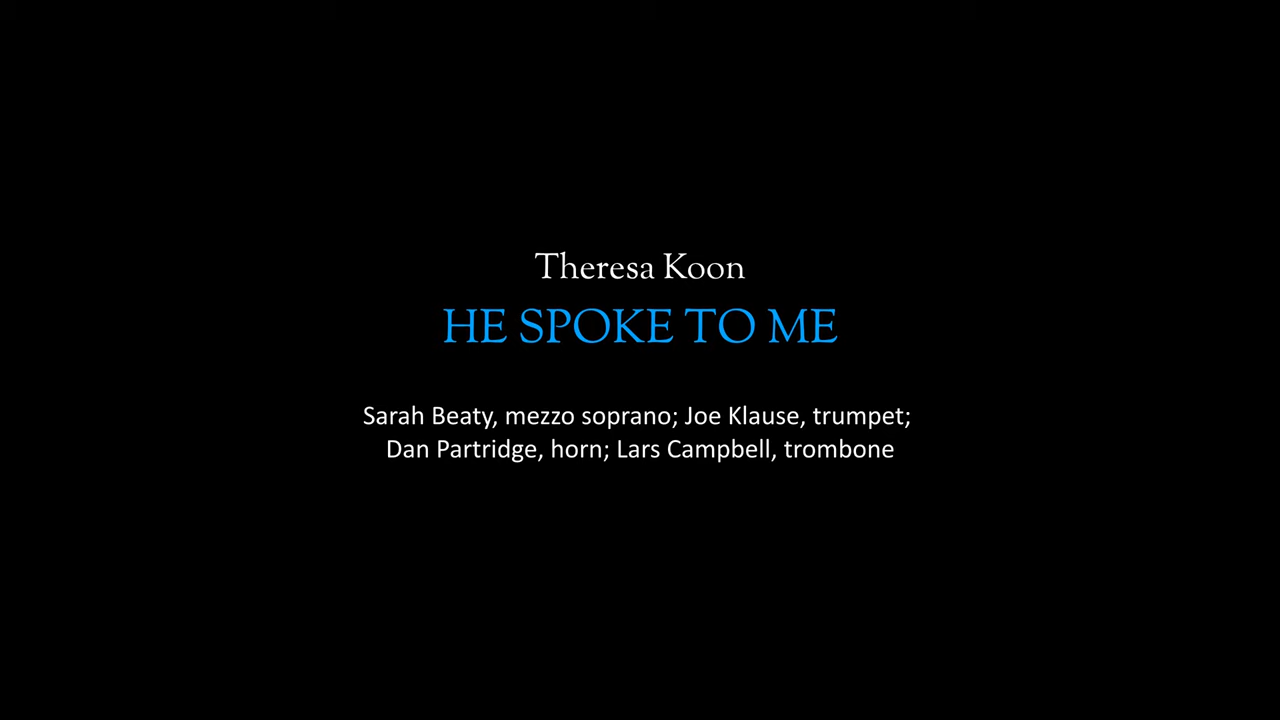 Theresa Koon
HE SPOKE TO ME
Sarah Beaty, mezzo soprano; Joe Klause, trumpet;
Dan Partridge, horn; Lars Campbell, trombone